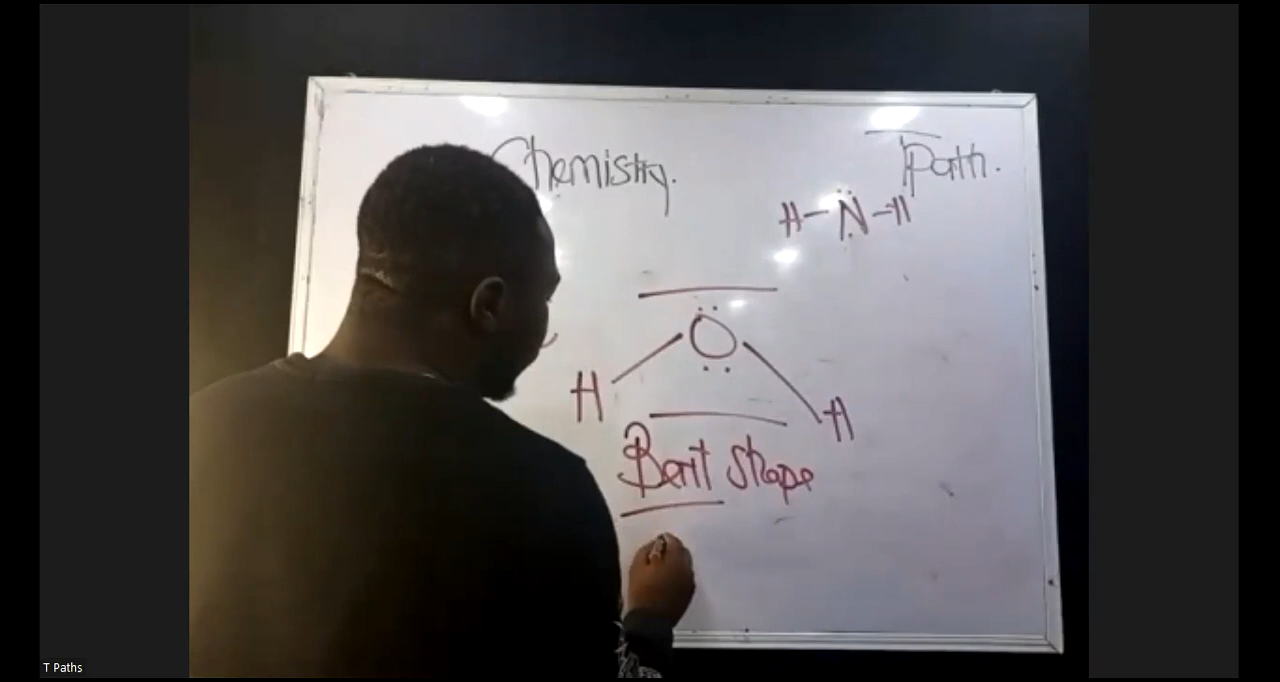 Chemistry.
T Path.
H-N̈-H
O
H
H
Bent shape
T Paths